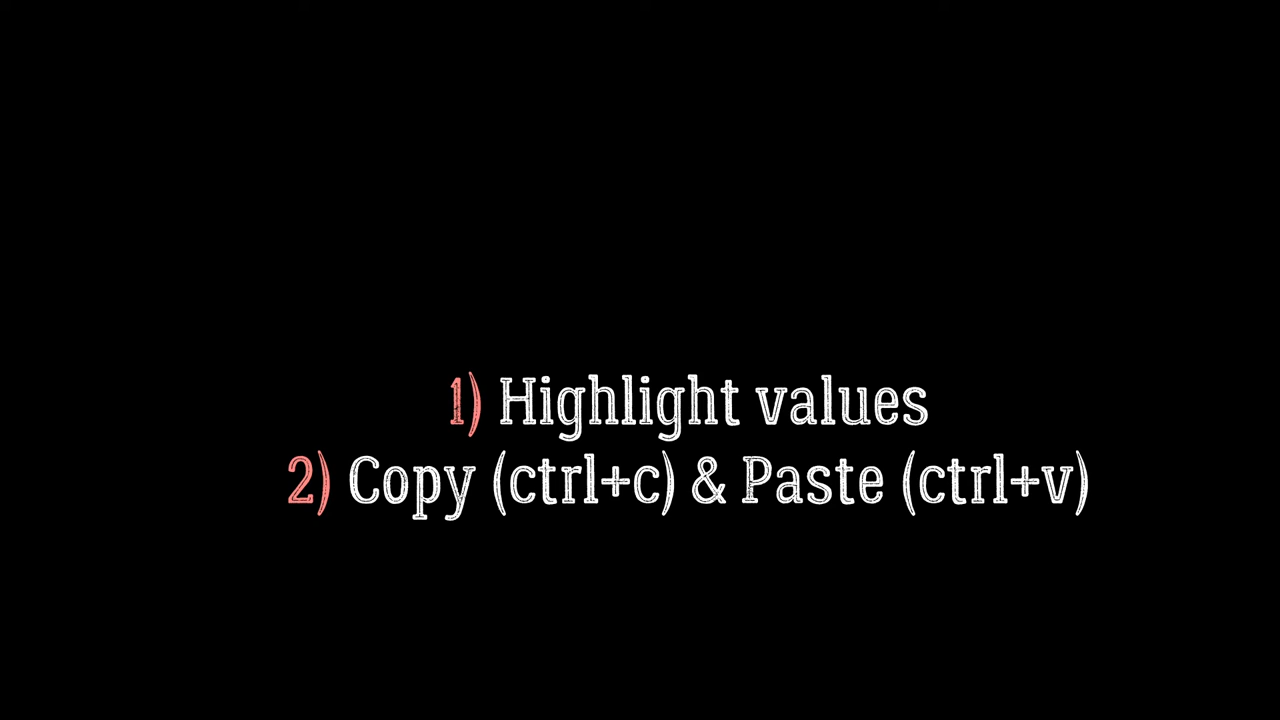 1) Highlight values
2) Copy (ctrl+c) & Paste (ctrl+v)